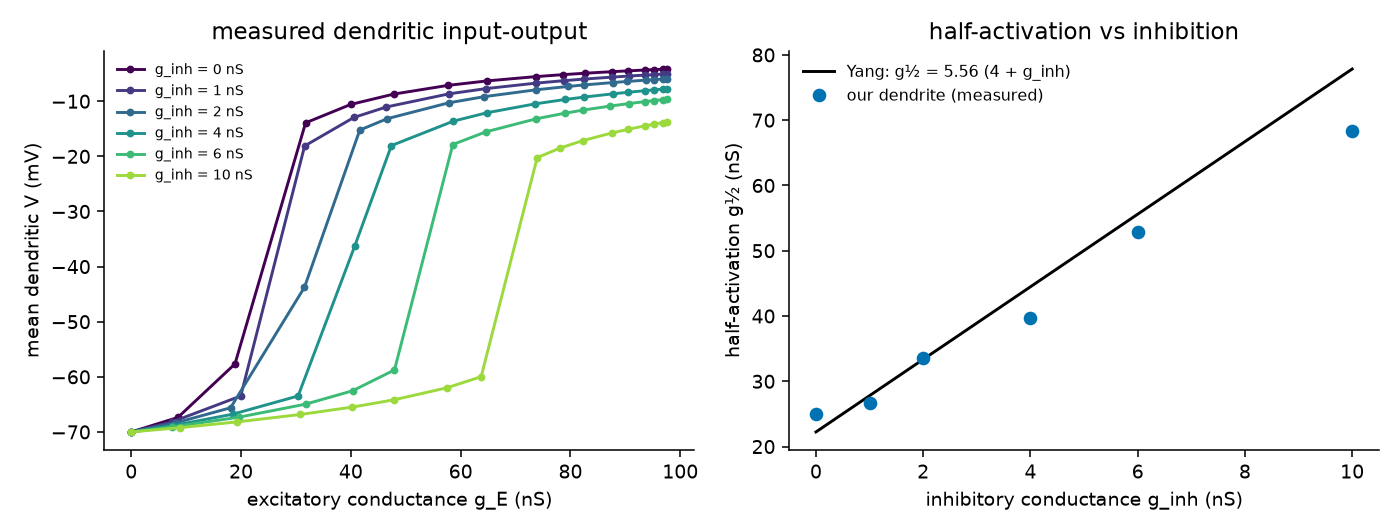 measured dendritic input-output
g_inh = 0 nS
g_inh = 1 nS
g_inh = 2 nS
g_inh = 4 nS
g_inh = 6 nS
g_inh = 10 nS
mean dendritic V (mV)
−10
−20
−30
−40
−50
−60
−70
0 20 40 60 80 100
excitatory conductance g_E (nS)
half-activation vs inhibition
Yang: g½ = 5.56 (4 + g_inh)
our dendrite (measured)
half-activation g½ (nS)
80
70
60
50
40
30
20
0 2 4 6 8 10
inhibitory conductance g_inh (nS)